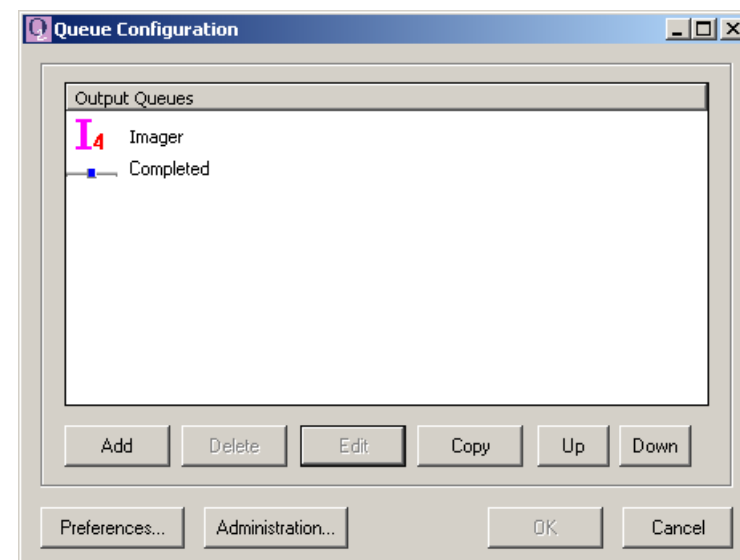 Queue Configuration
Output Queues
I4 Imager
Completed
Add Delete Edit Copy Up Down
Preferences... Administration... OK Cancel